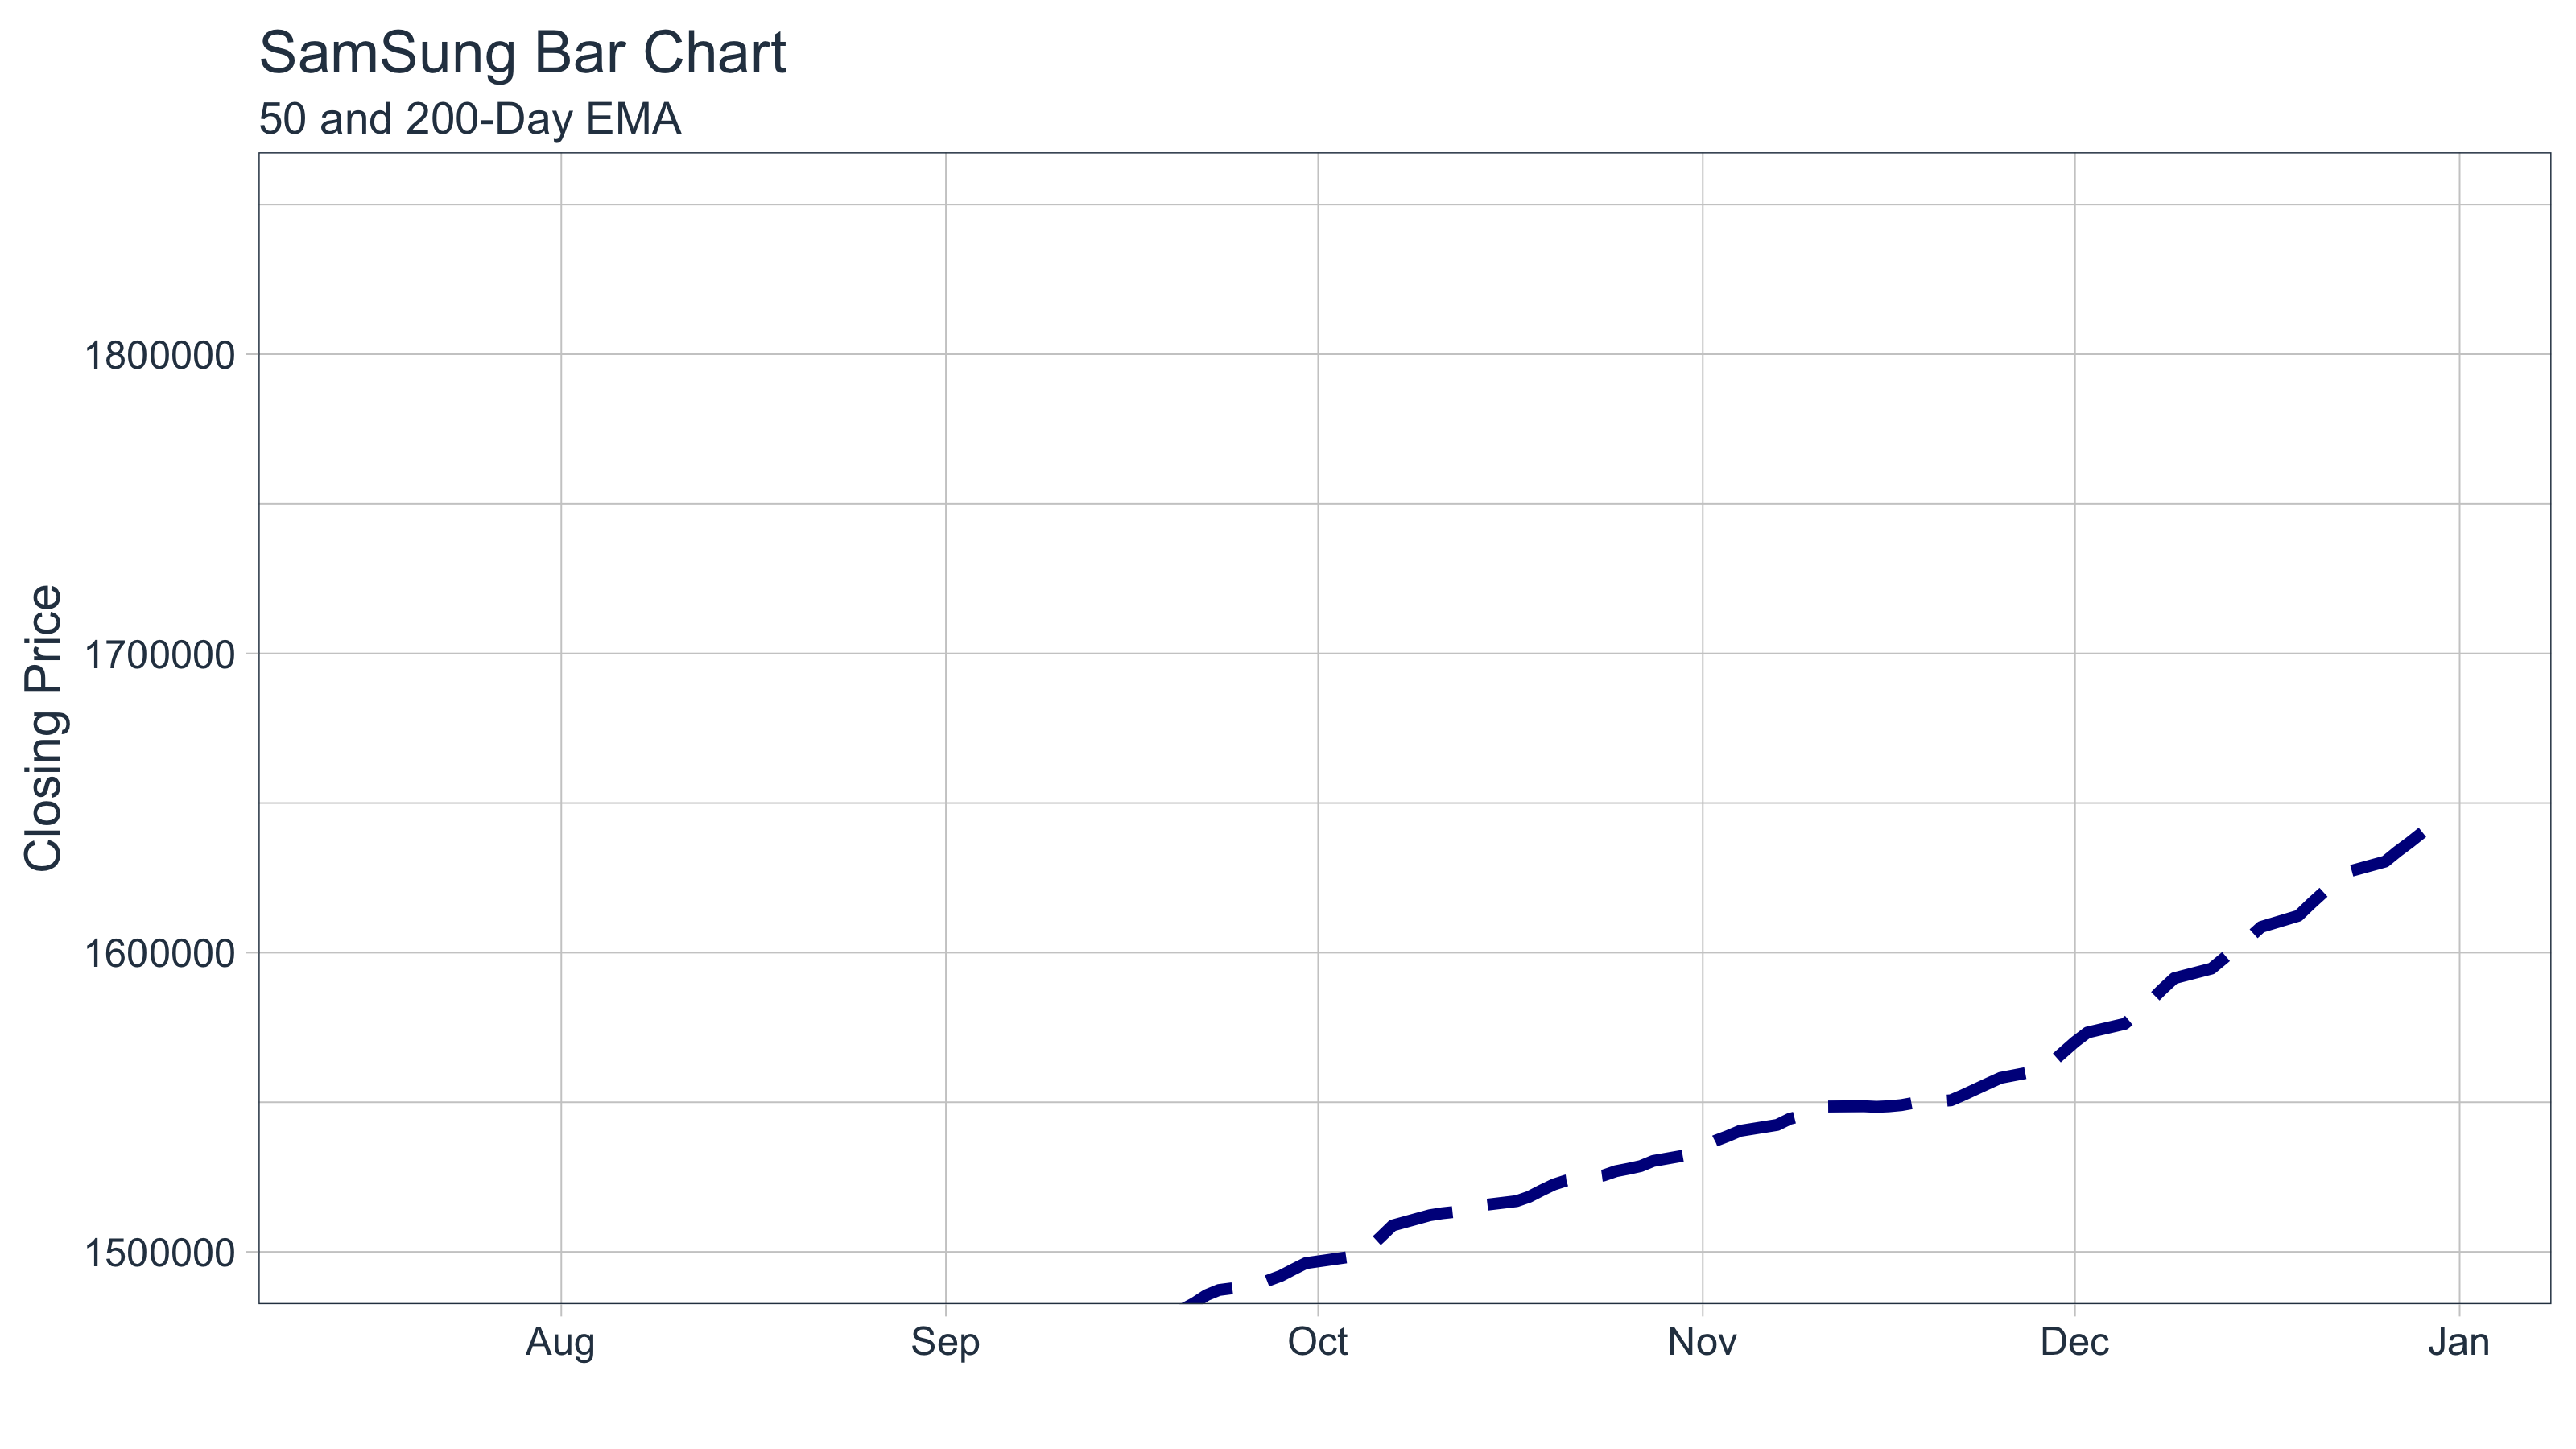 SamSung Bar Chart
50 and 200-Day EMA
Closing Price
1800000
1700000
1600000
1500000
Aug
Sep
Oct
Nov
Dec
Jan